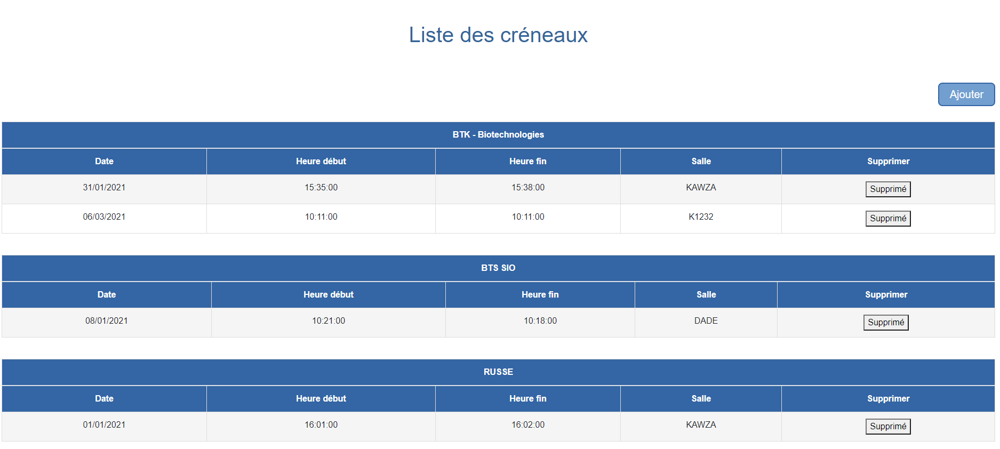 Liste des créneaux
Ajouter
BTK - Biotechnologies
Date Heure début Heure fin Salle Supprimer
31/01/2021 15:35:00 15:38:00 KAWZA Supprimé
06/03/2021 10:11:00 10:11:00 K1232 Supprimé
BTS SIO
Date Heure début Heure fin Salle Supprimer
08/01/2021 10:21:00 10:18:00 DADE Supprimé
RUSSE
Date Heure début Heure fin Salle Supprimer
01/01/2021 16:01:00 16:02:00 KAWZA Supprimé